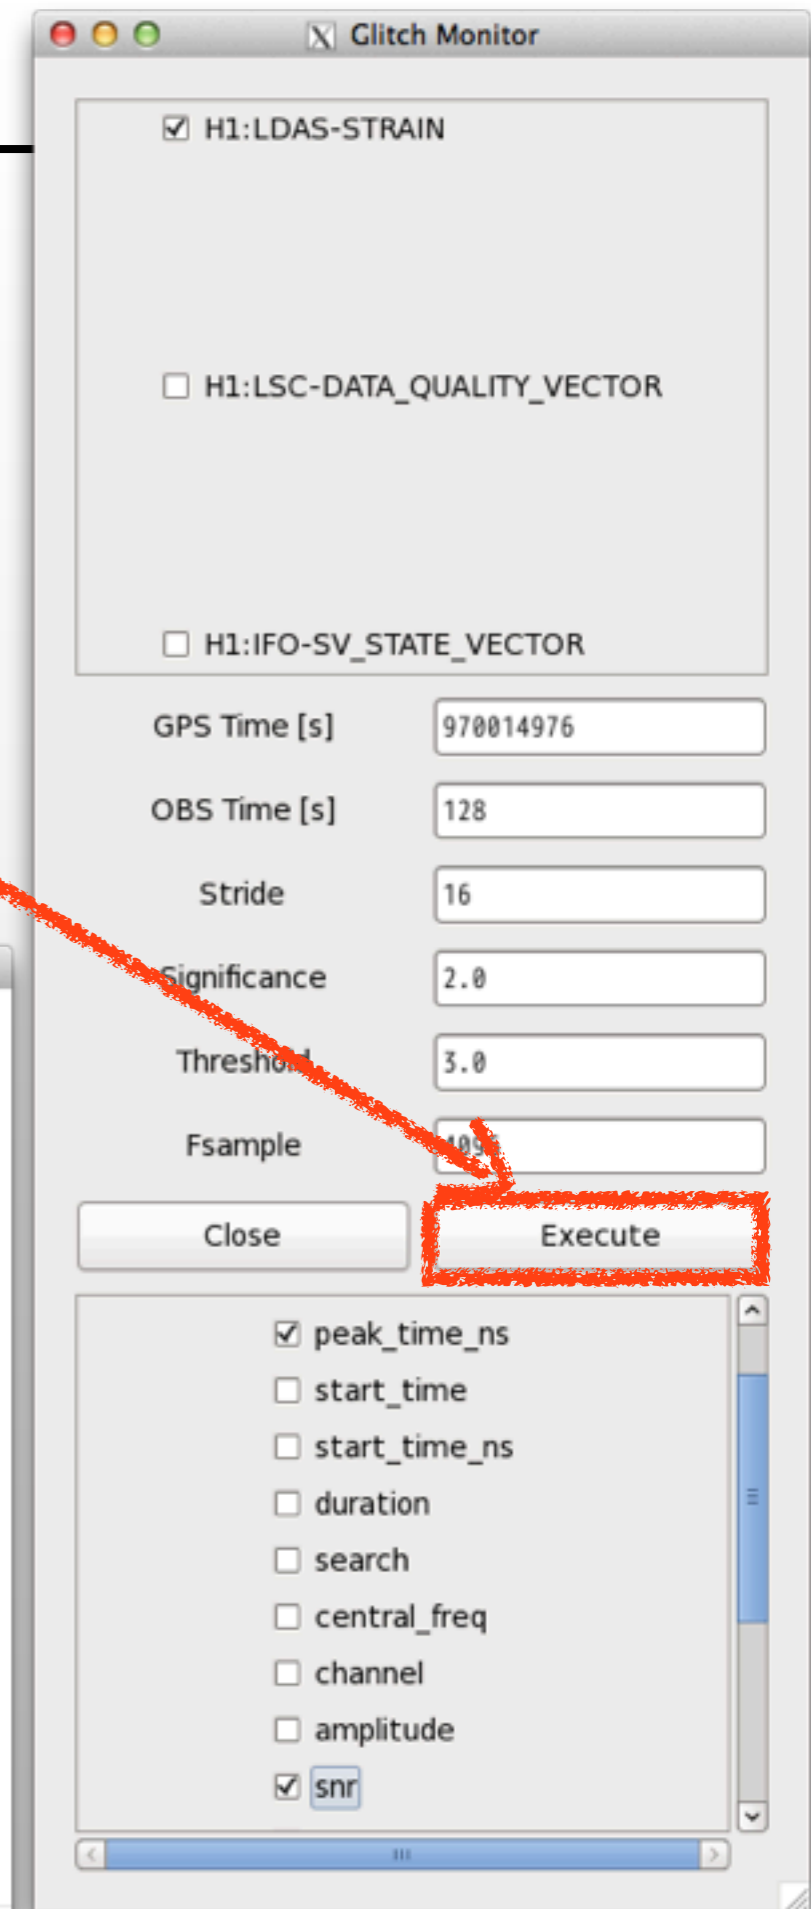 Glitch Monitor
H1:LDAS-STRAIN
H1:LSC-DATA_QUALITY_VECTOR
H1:IFO-SV_STATE_VECTOR
GPS Time [s] 970014976
OBS Time [s] 128
Stride 16
Significance 2.0
Threshold 3.0
Fsample
Close Execute
peak_time_ns
start_time
start_time_ns
duration
search
central_freq
channel
amplitude
snr